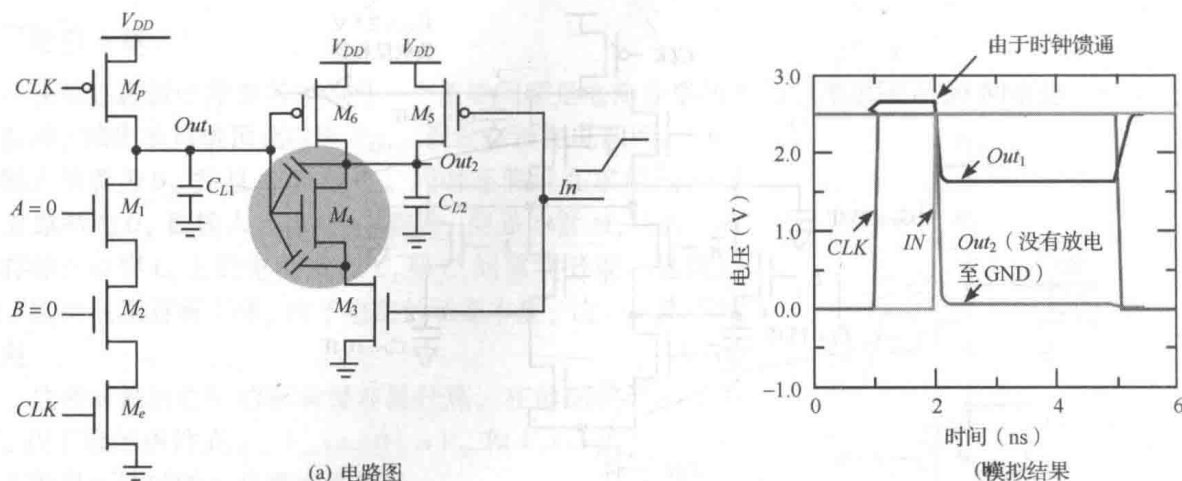 V_DD
CLK
M_p
Out_1
C_L1
A=0
M_1
B=0
M_2
CLK
M_e
V_DD V_DD
M_6
M_5
Out_2
C_L2
In
M_4
M_3
(a) 电路图
由于时钟馈通
3.0
2.0
1.0
0.0
−1.0
电压(V)
CLK
IN
Out_1
Out_2(没有放电
至GND)
0
2
4
6
时间(ns)
(模拟结果